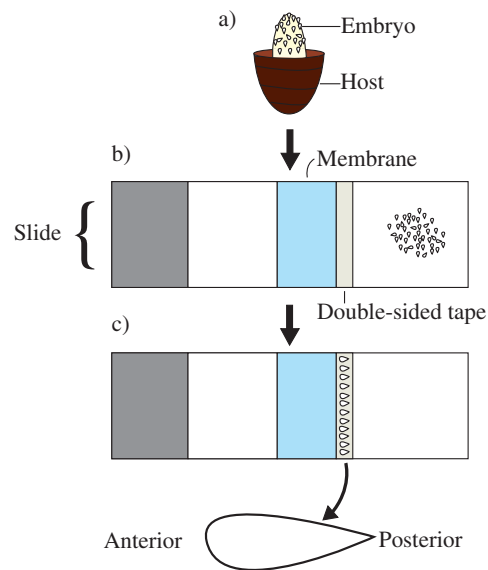 a)
Embryo
Host
b)
Membrane
Slide
Double-sided tape
c)
Anterior
Posterior